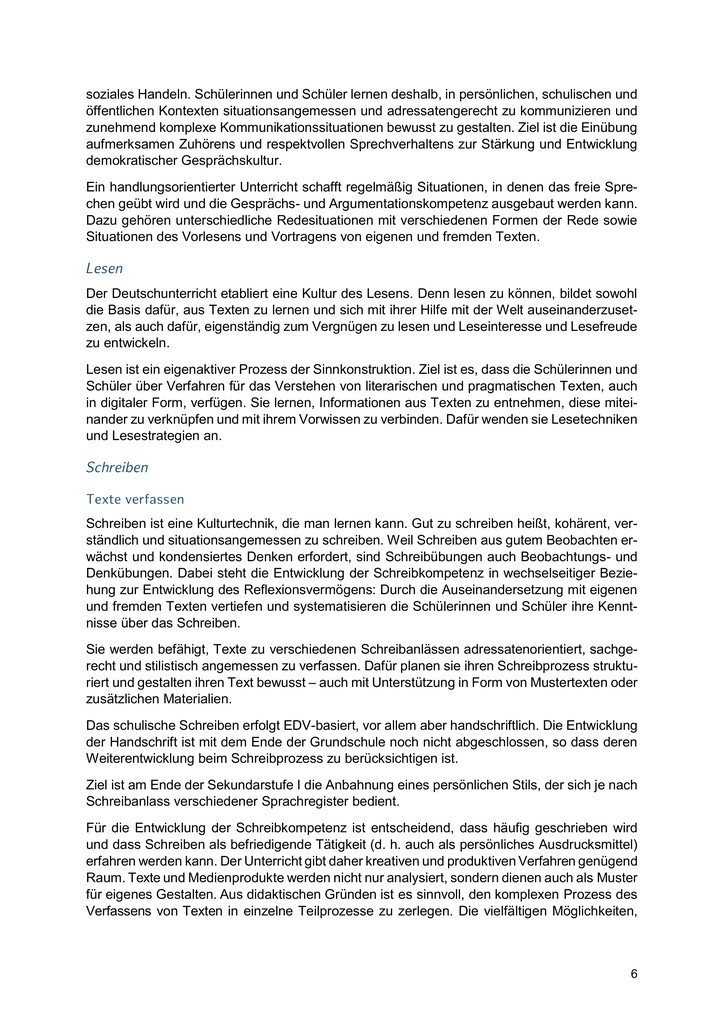 soziales Handeln. Schülerinnen und Schüler lernen deshalb, in persönlichen, schulischen und
öffentlichen Kontexten situationsangemessen und adressatengerecht zu kommunizieren und
zunehmend komplexe Kommunikationssituationen bewusst zu gestalten. Ziel ist die Einübung
aufmerksamen Zuhörens und respektvollen Sprechverhaltens zur Stärkung und Entwicklung
demokratischer Gesprächskultur.
Ein handlungsorientierter Unterricht schafft regelmäßig Situationen, in denen das freie Spre-
chen geübt wird und die Gesprächs- und Argumentationskompetenz ausgebaut werden kann.
Dazu gehören unterschiedliche Redesituationen mit verschiedenen Formen der Rede sowie
Situationen des Vorlesens und Vortragens von eigenen und fremden Texten.
Lesen
Der Deutschunterricht etabliert eine Kultur des Lesens. Denn lesen zu können, bildet sowohl
die Basis dafür, aus Texten zu lernen und sich mit ihrer Hilfe mit der Welt auseinanderzuset-
zen, als auch dafür, eigenständig zum Vergnügen zu lesen und Leseinteresse und Lesefreude
zu entwickeln.
Lesen ist ein eigenaktiver Prozess der Sinnkonstruktion. Ziel ist es, dass die Schülerinnen und
Schüler über Verfahren für das Verstehen von literarischen und pragmatischen Texten, auch
in digitaler Form, verfügen. Sie lernen, Informationen aus Texten zu entnehmen, diese mitei-
nander zu verknüpfen und mit ihrem Vorwissen zu verbinden. Dafür wenden sie Lesetechniken
und Lesestrategien an.
Schreiben
Texte verfassen
Schreiben ist eine Kulturtechnik, die man lernen kann. Gut zu schreiben heißt, kohärent, ver-
ständlich und situationsangemessen zu schreiben. Weil Schreiben aus gutem Beobachten er-
wächst und kondensiertes Denken erfordert, sind Schreibübungen auch Beobachtungs- und
Denkübungen. Dabei steht die Entwicklung der Schreibkompetenz in wechselseitiger Bezie-
hung zur Entwicklung des Reflexionsvermögens: Durch die Auseinandersetzung mit eigenen
und fremden Texten vertiefen und systematisieren die Schülerinnen und Schüler ihre Kennt-
nisse über das Schreiben.
Sie werden befähigt, Texte zu verschiedenen Schreibanlässen adressatenorientiert, sachge-
recht und stilistisch angemessen zu verfassen. Dafür planen sie ihren Schreibprozess struktu-
riert und gestalten ihren Text bewusst – auch mit Unterstützung in Form von Mustertexten oder
zusätzlichen Materialien.
Das schulische Schreiben erfolgt EDV-basiert, vor allem aber handschriftlich. Die Entwicklung
der Handschrift ist mit dem Ende der Grundschule noch nicht abgeschlossen, so dass deren
Weiterentwicklung beim Schreibprozess zu berücksichtigen ist.
Ziel ist am Ende der Sekundarstufe I die Anbahnung eines persönlichen Stils, der sich je nach
Schreibanlass verschiedener Sprachregister bedient.
Für die Entwicklung der Schreibkompetenz ist entscheidend, dass häufig geschrieben wird
und dass Schreiben als befriedigende Tätigkeit (d. h. auch als persönliches Ausdrucksmittel)
erfahren werden kann. Der Unterricht gibt daher kreativen und produktiven Verfahren genügend
Raum. Texte und Medienprodukte werden nicht nur analysiert, sondern dienen auch als Muster
für eigenes Gestalten. Aus didaktischen Gründen ist es sinnvoll, den komplexen Prozess des
Verfassens von Texten in einzelne Teilprozesse zu zerlegen. Die vielfältigen Möglichkeiten,
6